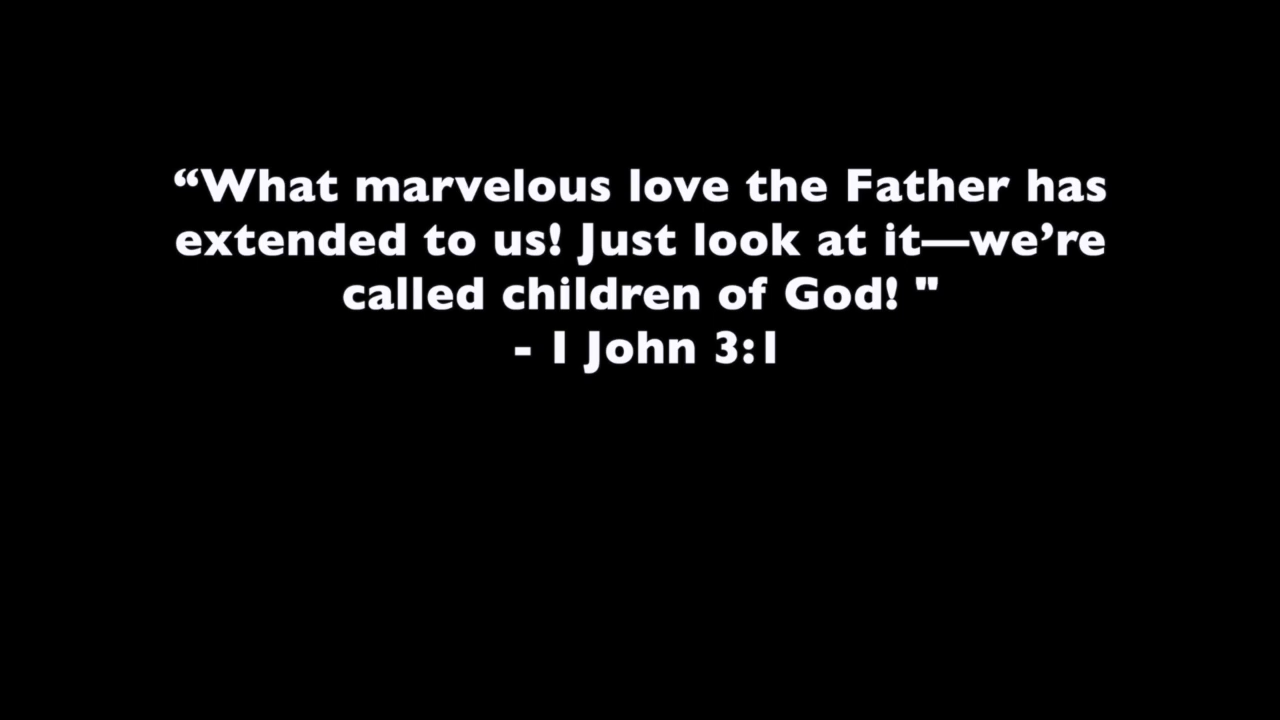 “What marvelous love the Father has
extended to us! Just look at it—we’re
called children of God! "
- 1 John 3:1